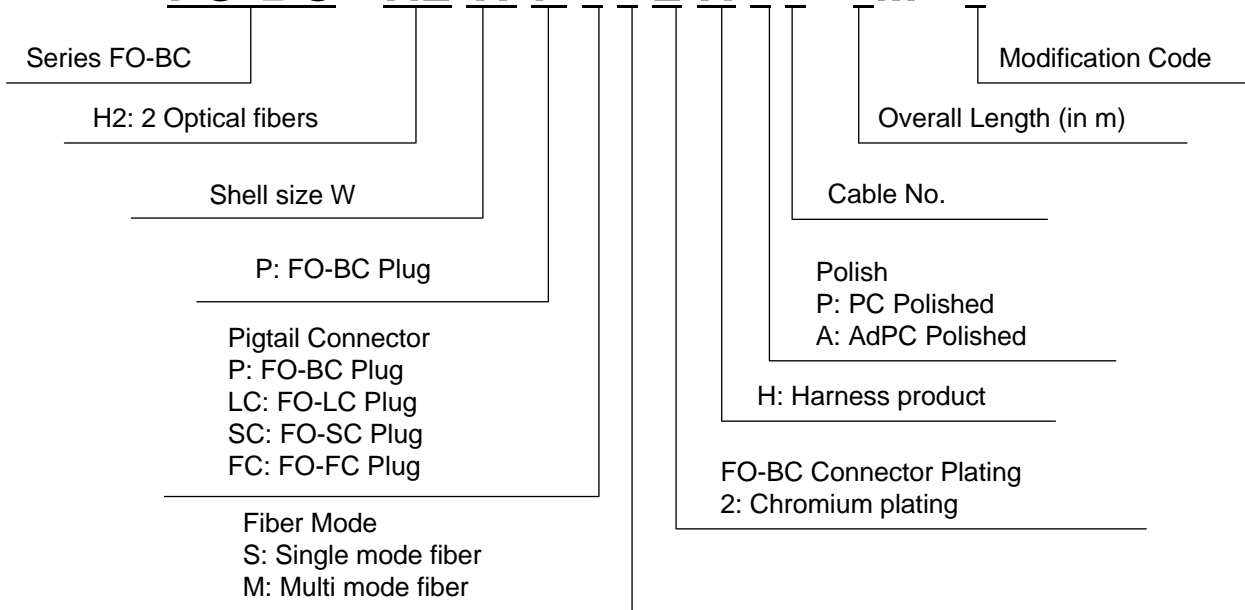 Series FO-BC
Modification Code
H2: 2 Optical fibers
Overall Length (in m)
Shell size W
Cable No.
P: FO-BC Plug
Polish
P: PC Polished
A: AdPC Polished
Pigtail Connector
P: FO-BC Plug
LC: FO-LC Plug
SC: FO-SC Plug
FC: FO-FC Plug
H: Harness product
FO-BC Connector Plating
2: Chromium plating
Fiber Mode
S: Single mode fiber
M: Multi mode fiber